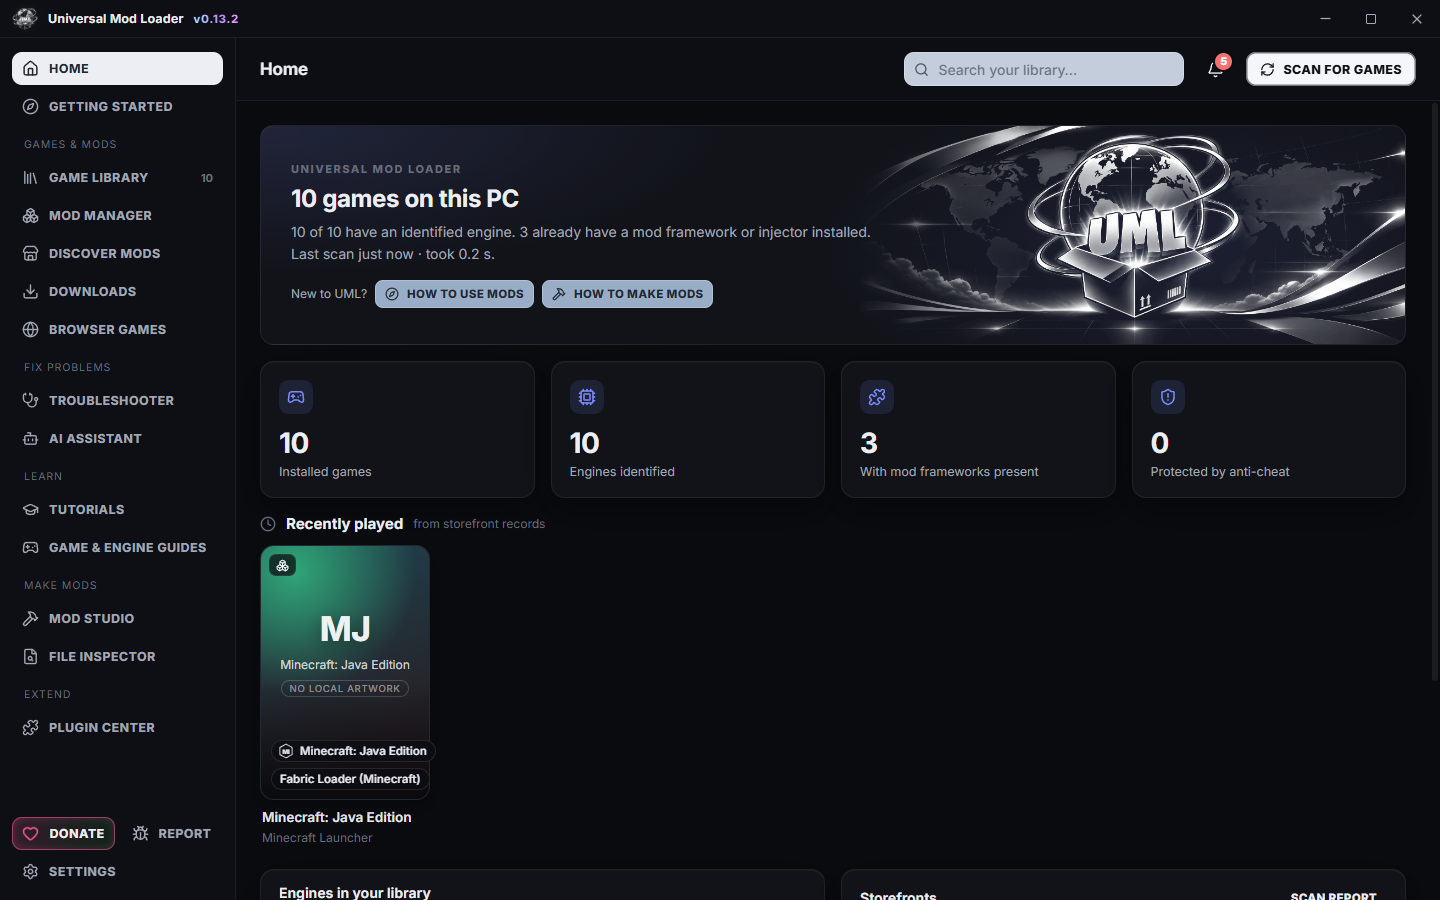 Universal Mod Loader v0.13.2
HOME
GETTING STARTED
GAMES & MODS
GAME LIBRARY 10
MOD MANAGER
DISCOVER MODS
DOWNLOADS
BROWSER GAMES
FIX PROBLEMS
TROUBLESHOOTER
AI ASSISTANT
LEARN
TUTORIALS
GAME & ENGINE GUIDES
MAKE MODS
MOD STUDIO
FILE INSPECTOR
EXTEND
PLUGIN CENTER
DONATE
REPORT
SETTINGS
Home
Search your library...
5
SCAN FOR GAMES
UNIVERSAL MOD LOADER
10 games on this PC
10 of 10 have an identified engine. 3 already have a mod framework or injector installed.
Last scan just now · took 0.2 s.
New to UML? HOW TO USE MODS HOW TO MAKE MODS
UML
10
Installed games
10
Engines identified
3
With mod frameworks present
0
Protected by anti-cheat
Recently played from storefront records
MJ
Minecraft: Java Edition
NO LOCAL ARTWORK
Minecraft: Java Edition
Fabric Loader (Minecraft)
Minecraft: Java Edition
Minecraft Launcher
Engines in your library
Storefronts
SCAN REPORT